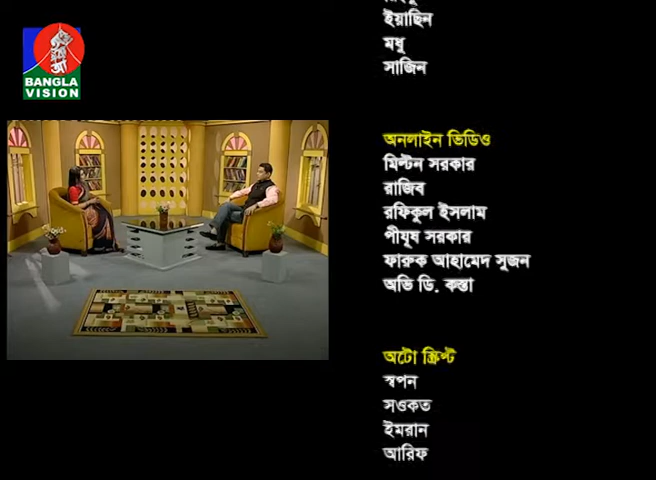 BANGLA
VISION
ইয়াছিন
মধু
সাজিন
অনলাইন ভিডিও
মিল্টন সরকার
রাজিব
রফিকুল ইসলাম
পীযূষ সরকার
ফারুক আহামেদ সুজন
অভি ডি. কস্তা
অটো স্ক্রিপ্ট
স্বপন
সওকত
ইমরান
আরিফ